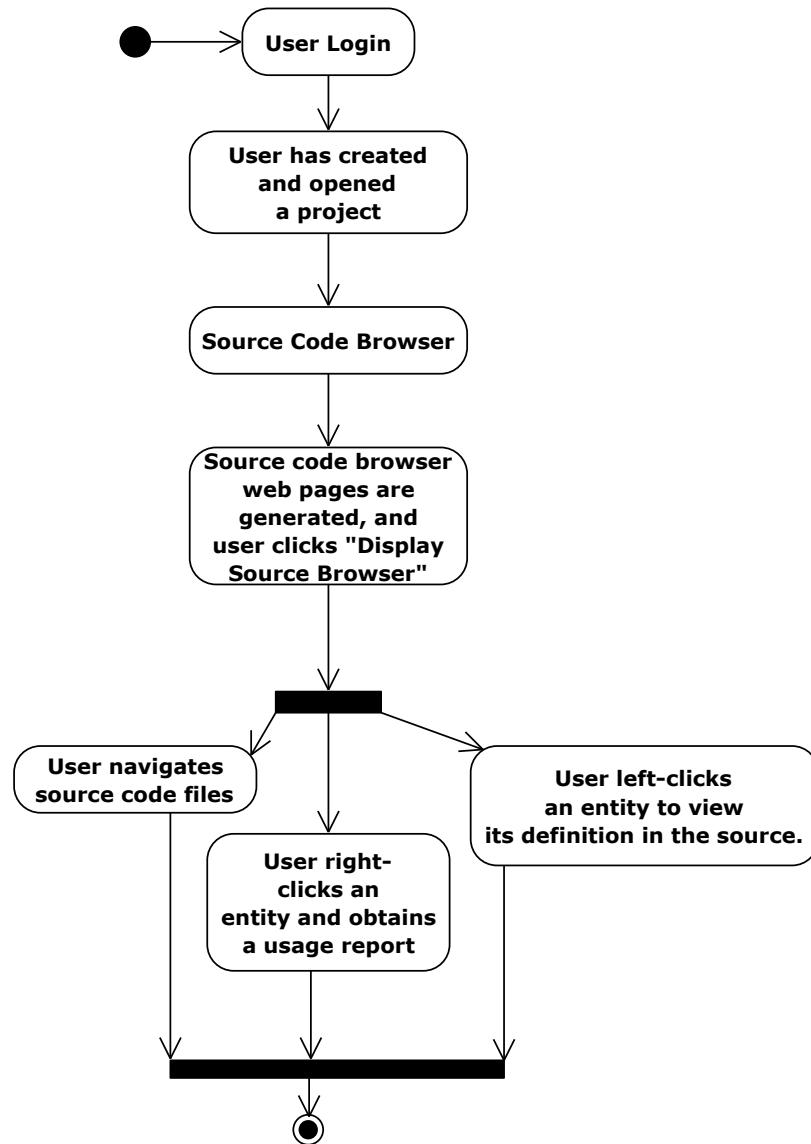 User Login
User has created
and opened
a project
Source Code Browser
Source code browser
web pages are
generated, and
user clicks "Display
Source Browser"
User navigates
source code files
User right-
clicks an
entity and obtains
a usage report
User left-clicks
an entity to view
its definition in the source.